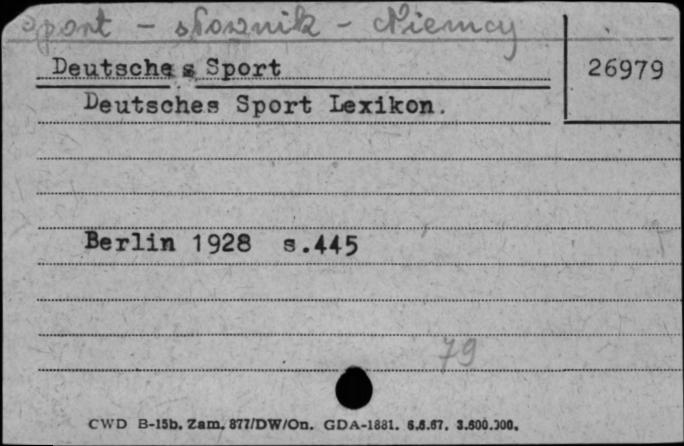 Sport - słownik - Niemcy
Deutsches Sport
26979
Deutsches Sport Lexikon.
Berlin 1928 s.445
79
CWD B-15b. Zam. 877/DW/On. GDA-1881. 6.6.67. 3.600.000.